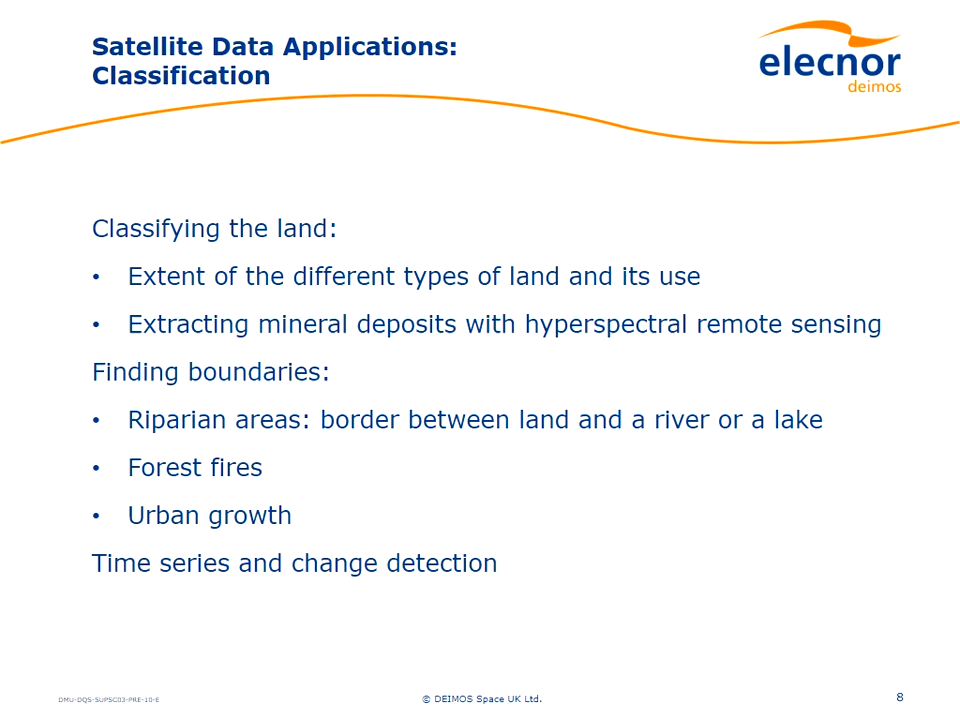 Satellite Data Applications:
Classification
elecnor
deimos
Classifying the land:
• Extent of the different types of land and its use
• Extracting mineral deposits with hyperspectral remote sensing
Finding boundaries:
• Riparian areas: border between land and a river or a lake
• Forest fires
• Urban growth
Time series and change detection
DMU-DQS-SUPSC03-PRE-10-E
© DEIMOS Space UK Ltd.
8